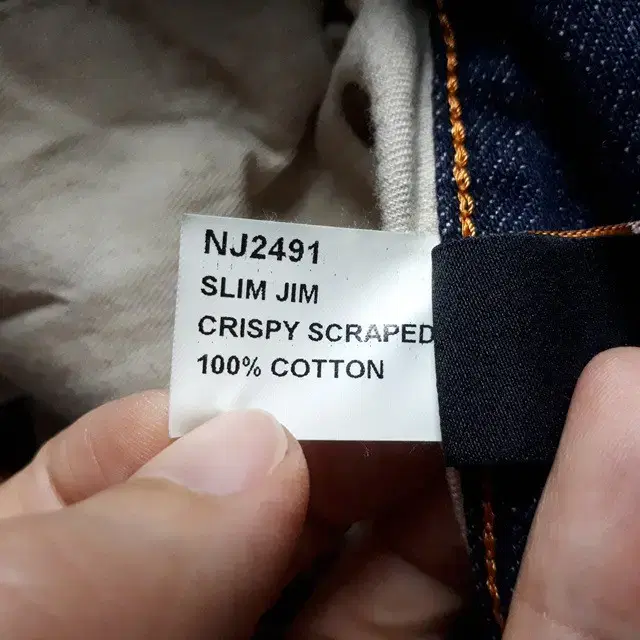 NJ2491
SLIM JIM
CRISPY SCRAPED
100% COTTON